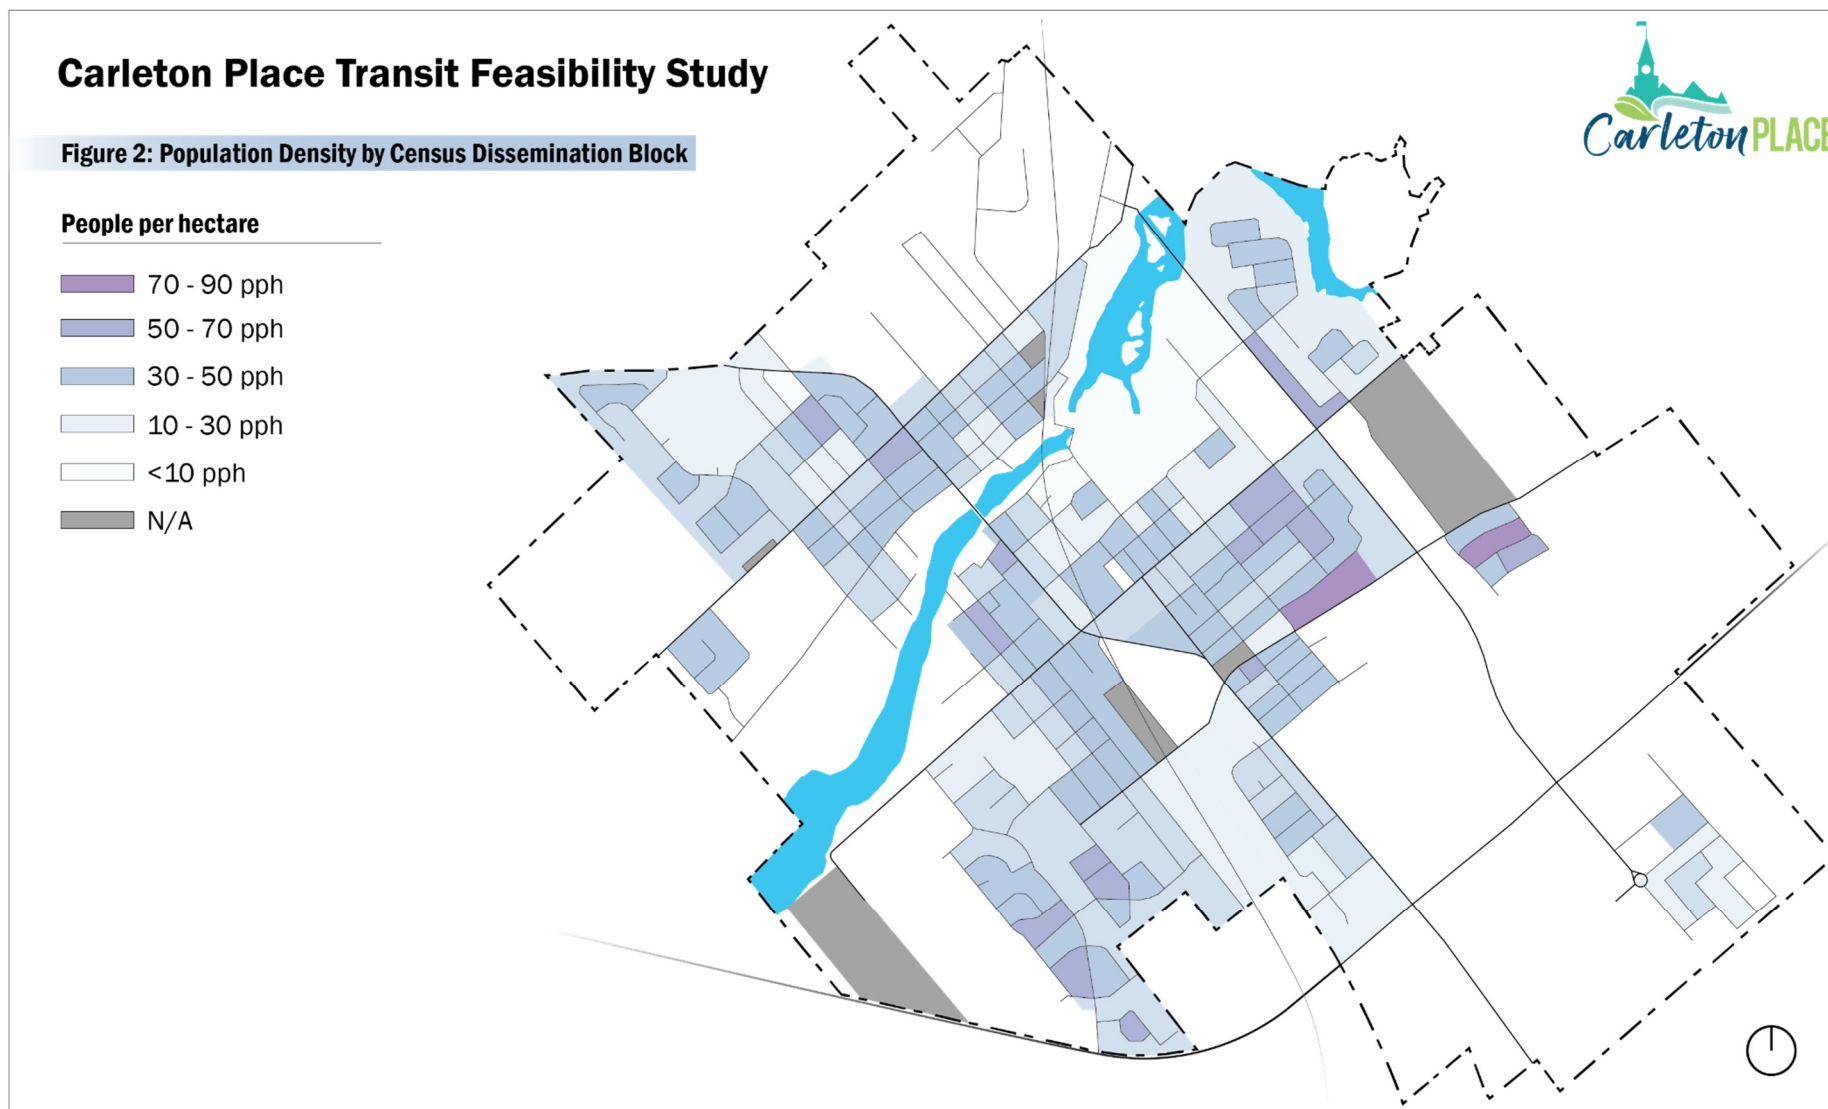 Carleton Place Transit Feasibility Study
Figure 2: Population Density by Census Dissemination Block
People per hectare
70 - 90 pph
50 - 70 pph
30 - 50 pph
10 - 30 pph
<10 pph
N/A
Carleton PLACE